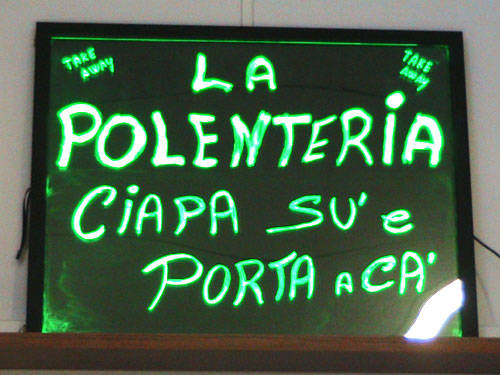 TAKE AWAY
TAKE AWAY
LA
POLENTERiA
CiAPA SU' e
PORTA A CA'